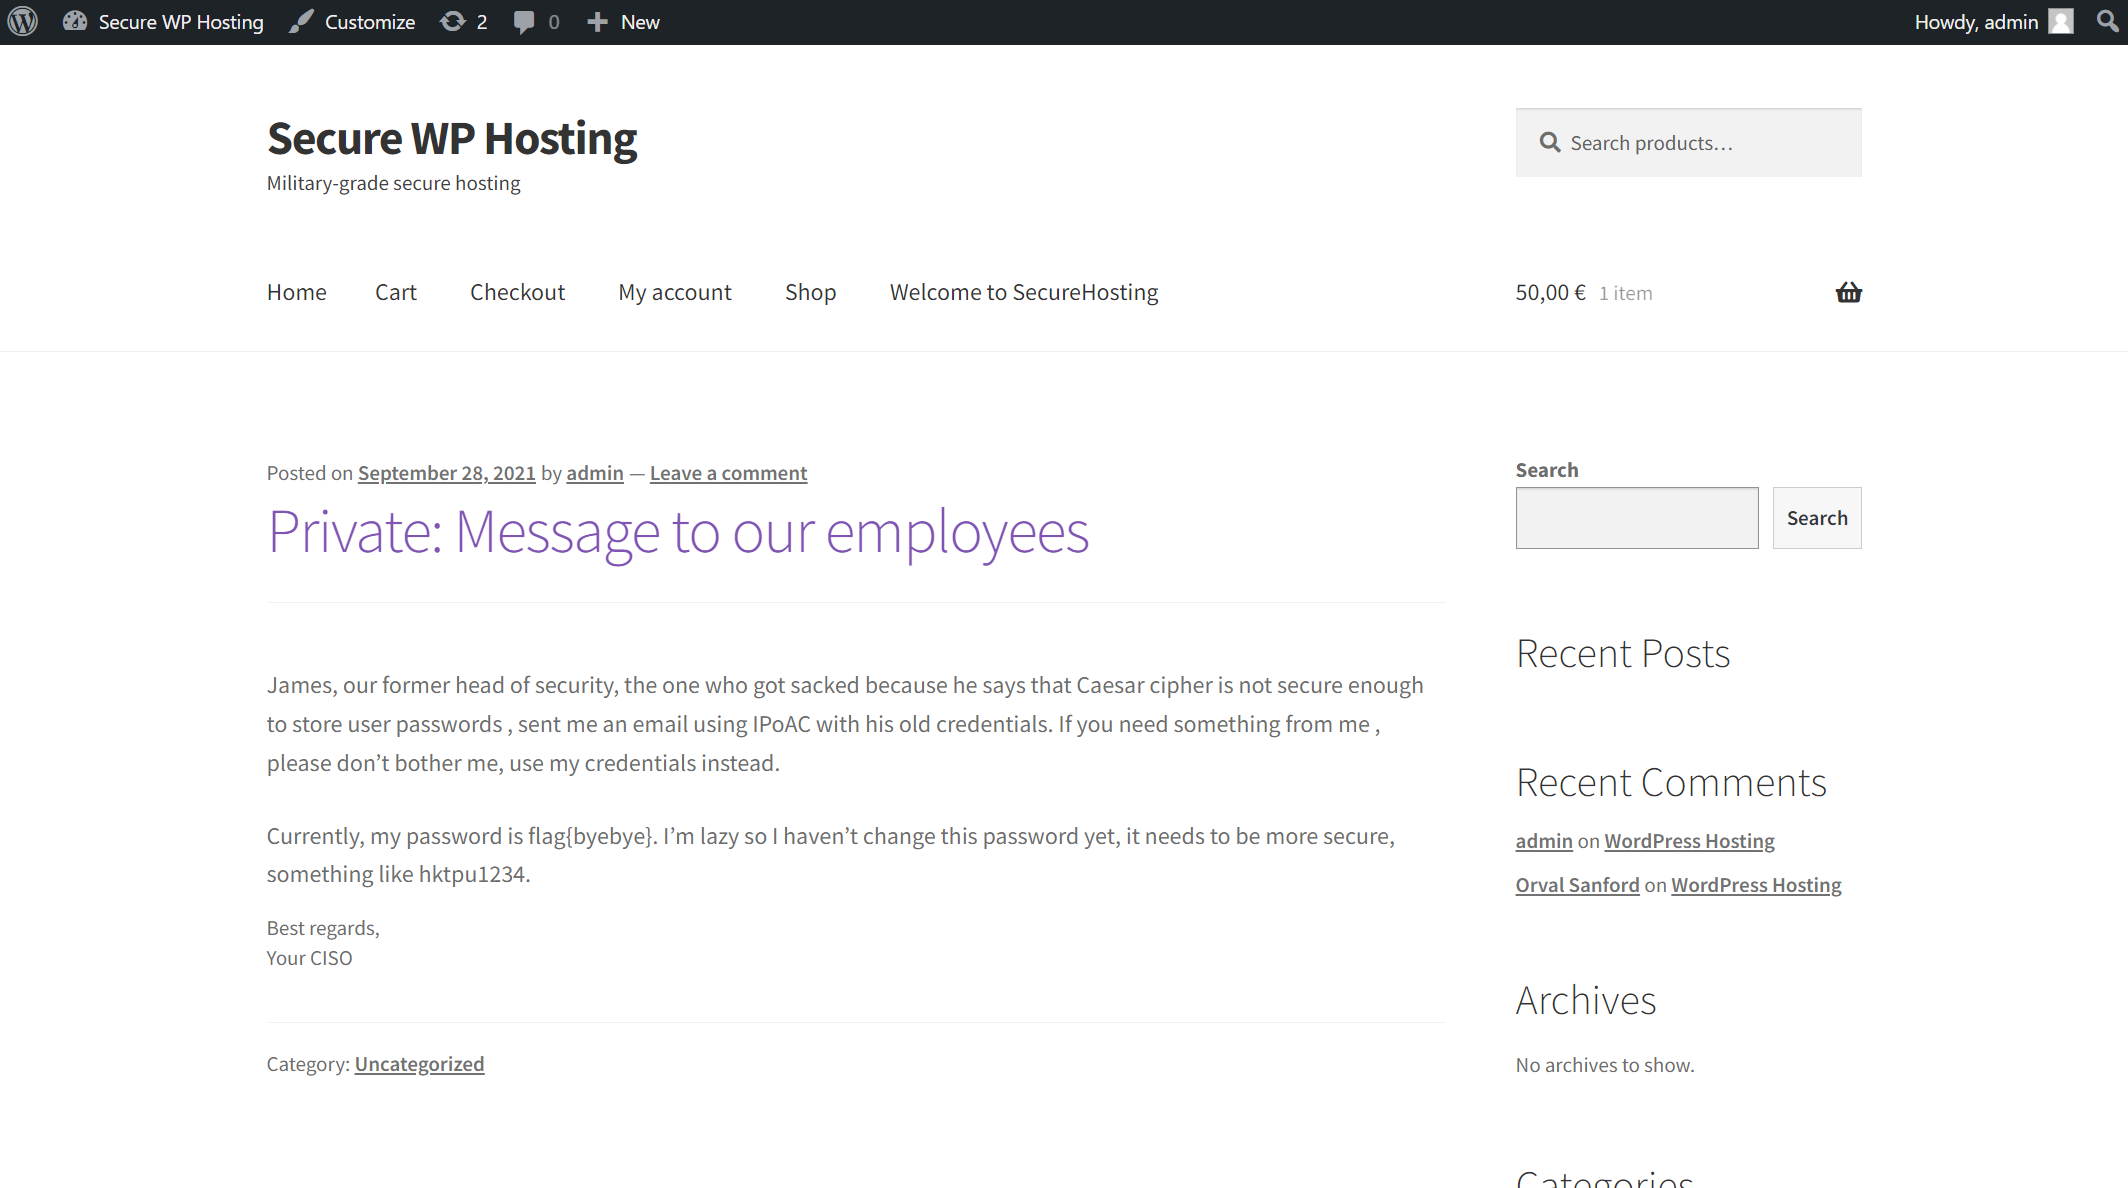 Secure WP Hosting Customize 2 0 New Howdy, admin
Secure WP Hosting
Military-grade secure hosting
Search products…
Home Cart Checkout My account Shop Welcome to SecureHosting 50,00 € 1 item
Posted on September 28, 2021 by admin — Leave a comment
Private: Message to our employees
James, our former head of security, the one who got sacked because he says that Caesar cipher is not secure enough
to store user passwords , sent me an email using IPoAC with his old credentials. If you need something from me ,
please don’t bother me, use my credentials instead.
Currently, my password is flag{byebye}. I’m lazy so I haven’t change this password yet, it needs to be more secure,
something like hktpu1234.
Best regards,
Your CISO
Category: Uncategorized
Search
Search
Recent Posts
Recent Comments
admin on WordPress Hosting
Orval Sanford on WordPress Hosting
Archives
No archives to show.
Categories